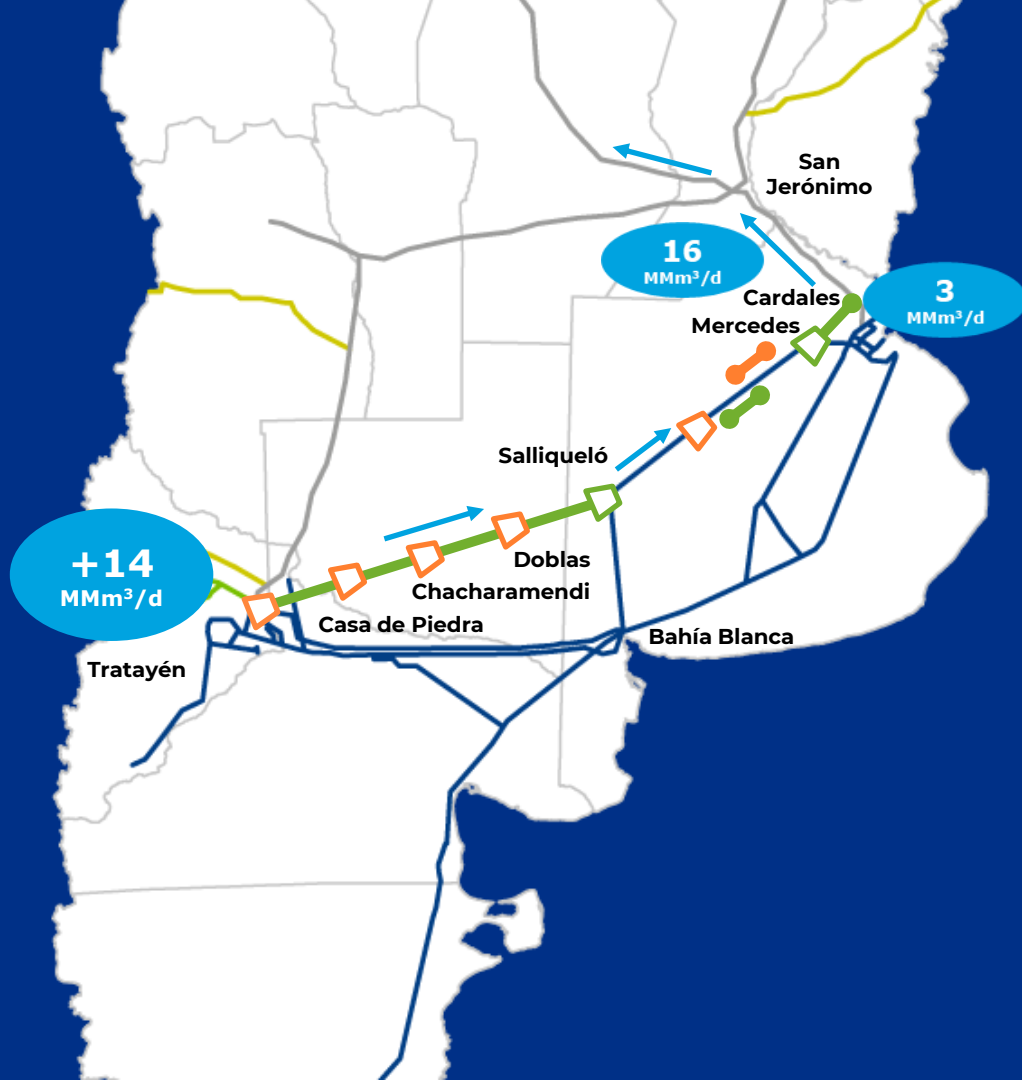 San
Jerónimo
16
MMm³/d
Cardales
3
MMm³/d
Mercedes
Salliqueló
+14
MMm³/d
Doblas
Chacharamendi
Casa de Piedra
Bahía Blanca
Tratayén